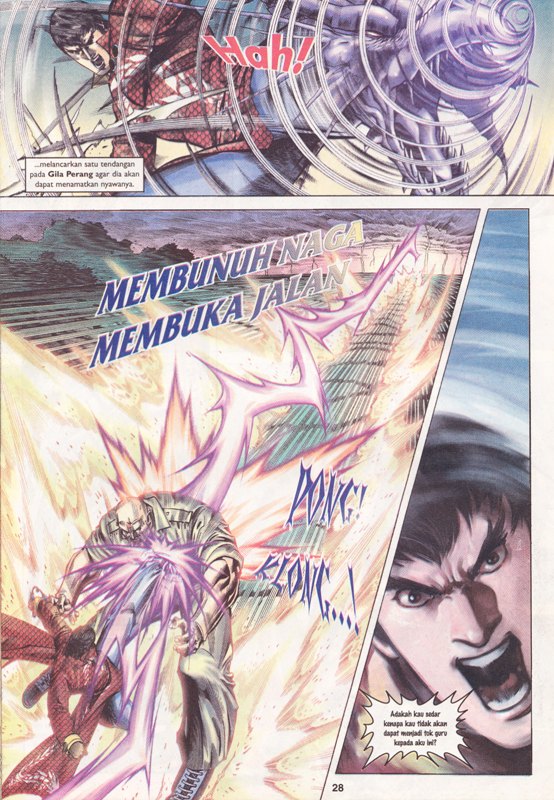 Hah!
...melancarkan satu tendangan
pada Gila Perang agar dia akan
dapat menamatkan nyawanya.
MEMBUNUH NAGA
MEMBUKA JALAN
PONG!
KLONG...!
Adakah kau sedar
kenapa kau tidak akan
dapat menjadi tok guru
kepada aku ini?
28